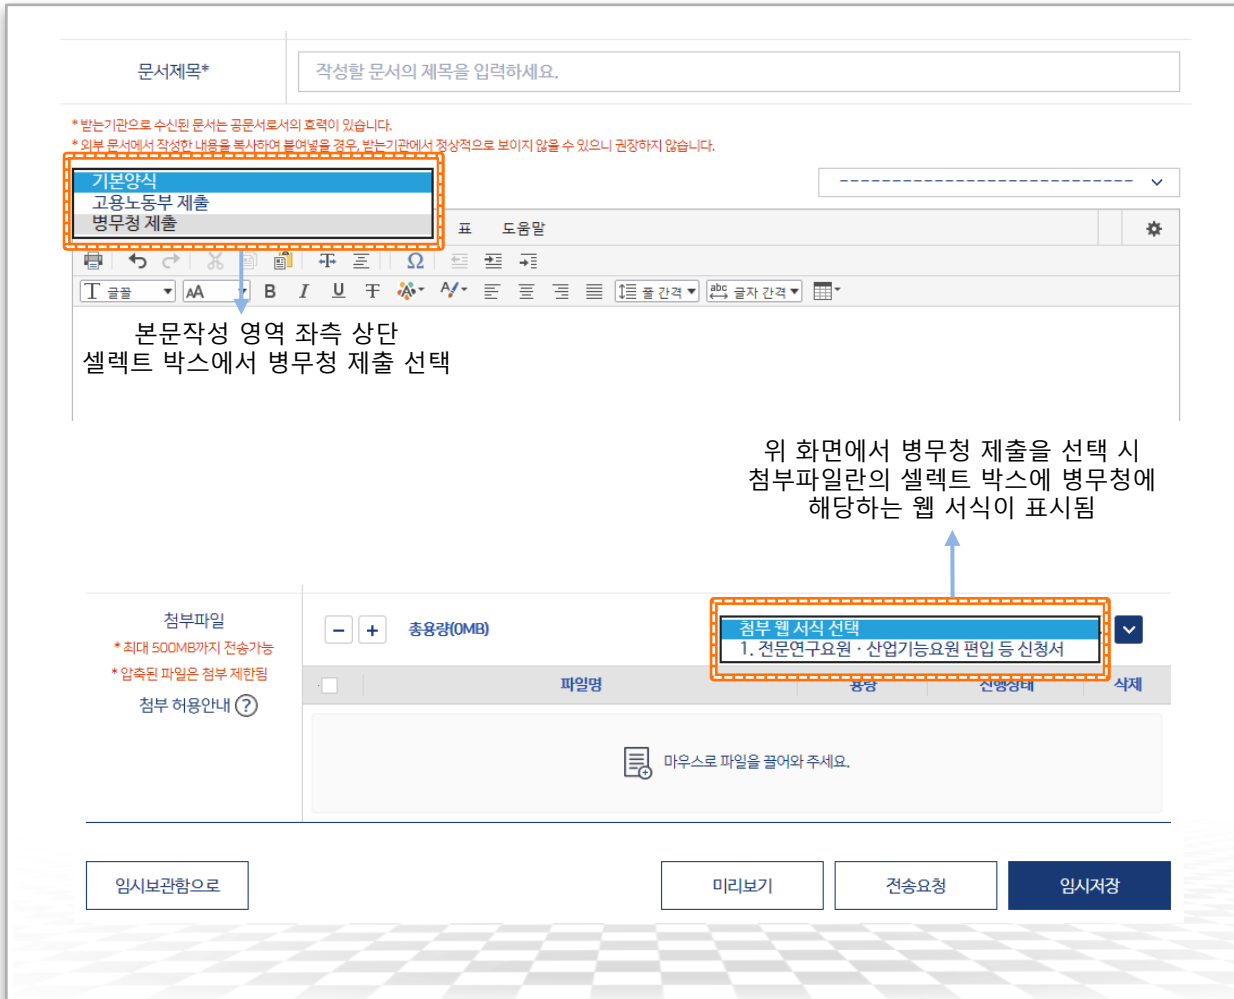 문서제목*
작성할 문서의 제목을 입력하세요.
* 받는기관으로 수신된 문서는 공문서로서의 효력이 있습니다.
* 외부 문서에서 작성한 내용을 복사하여 붙여넣을 경우, 받는기관에서 정상적으로 보이지 않을 수 있으니 권장하지 않습니다.
기본양식
고용노동부 제출
병무청 제출
----------------------------
표 도움말
글꼴 AA B I U 줄 간격 abc 글자 간격
본문작성 영역 좌측 상단
셀렉트 박스에서 병무청 제출 선택
위 화면에서 병무청 제출을 선택 시
첨부파일란의 셀렉트 박스에 병무청에
해당하는 웹 서식이 표시됨
첨부파일
* 최대 500MB까지 전송가능
* 압축된 파일은 첨부 제한됨
첨부 허용안내 ?
총용량(0MB)
첨부 웹 서식 선택
1. 전문연구요원 · 산업기능요원 편입 등 신청서
파일명 용량 진행상태 삭제
마우스로 파일을 끌어와 주세요.
임시보관함으로 미리보기 전송요청 임시저장